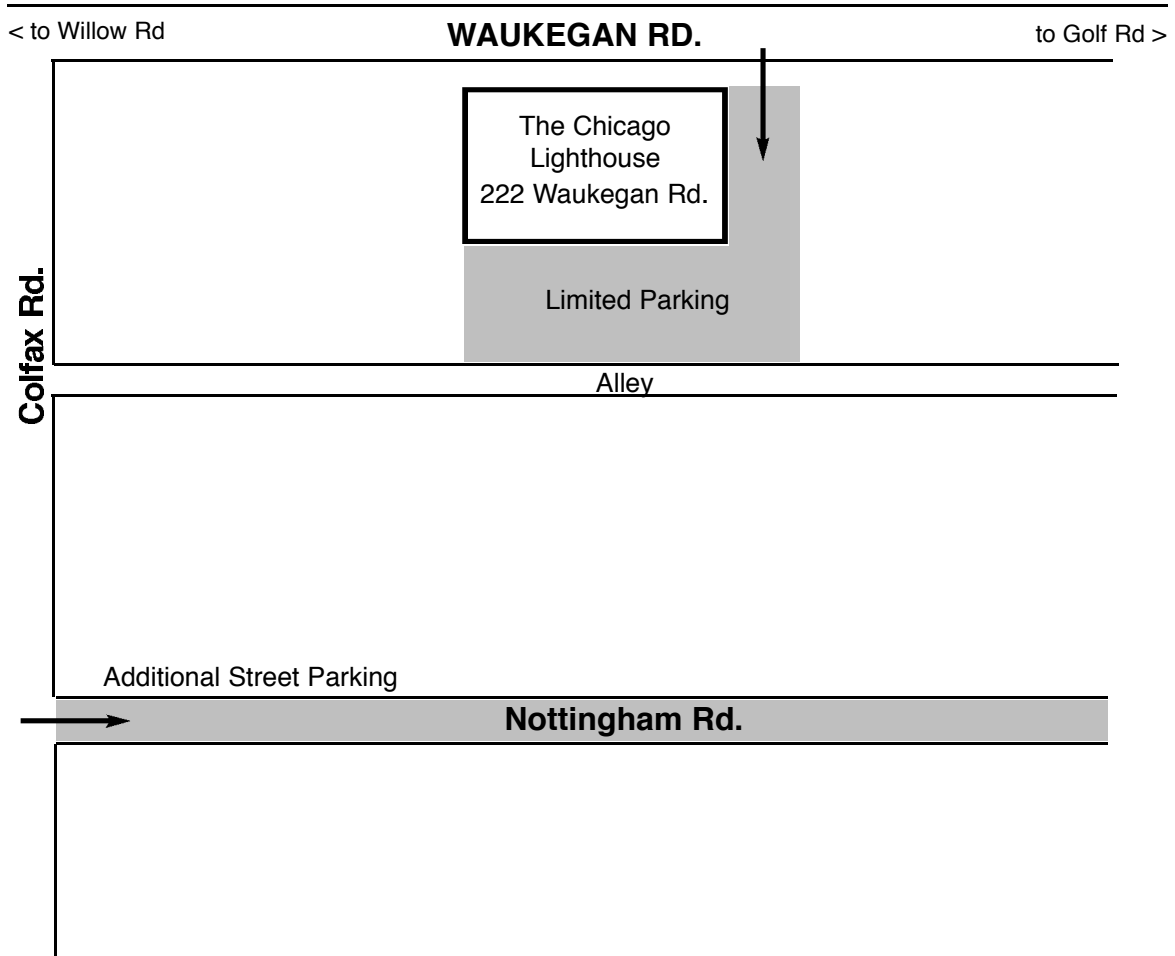 < to Willow Rd
WAUKEGAN RD.
to Golf Rd >
The Chicago
Lighthouse
222 Waukegan Rd.
Limited Parking
Colfax Rd.
Alley
Additional Street Parking
Nottingham Rd.